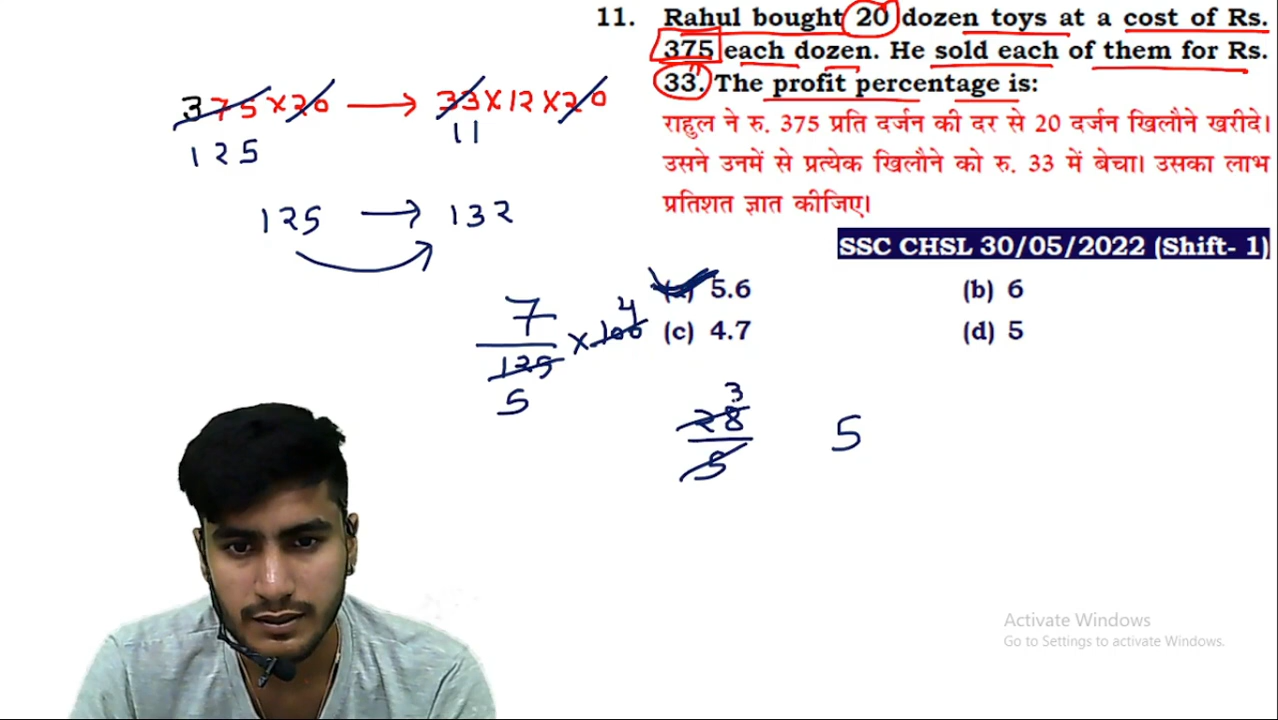 11. Rahul bought 20 dozen toys at a cost of Rs.
375 each dozen. He sold each of them for Rs.
33. The profit percentage is:
राहुल ने रु. 375 प्रति दर्जन की दर से 20 दर्जन खिलौने खरीदे।
उसने उनमें से प्रत्येक खिलौने को रु. 33 में बेचा। उसका लाभ
प्रतिशत ज्ञात कीजिए।
SSC CHSL 30/05/2022 (Shift- 1)
(a) 5.6 (b) 6
(c) 4.7 (d) 5
375×20 → 33×12×20
125 11
125 → 132
7 4
×100
125
5
3
28
5
5
Activate Windows
Go to Settings to activate Windows.